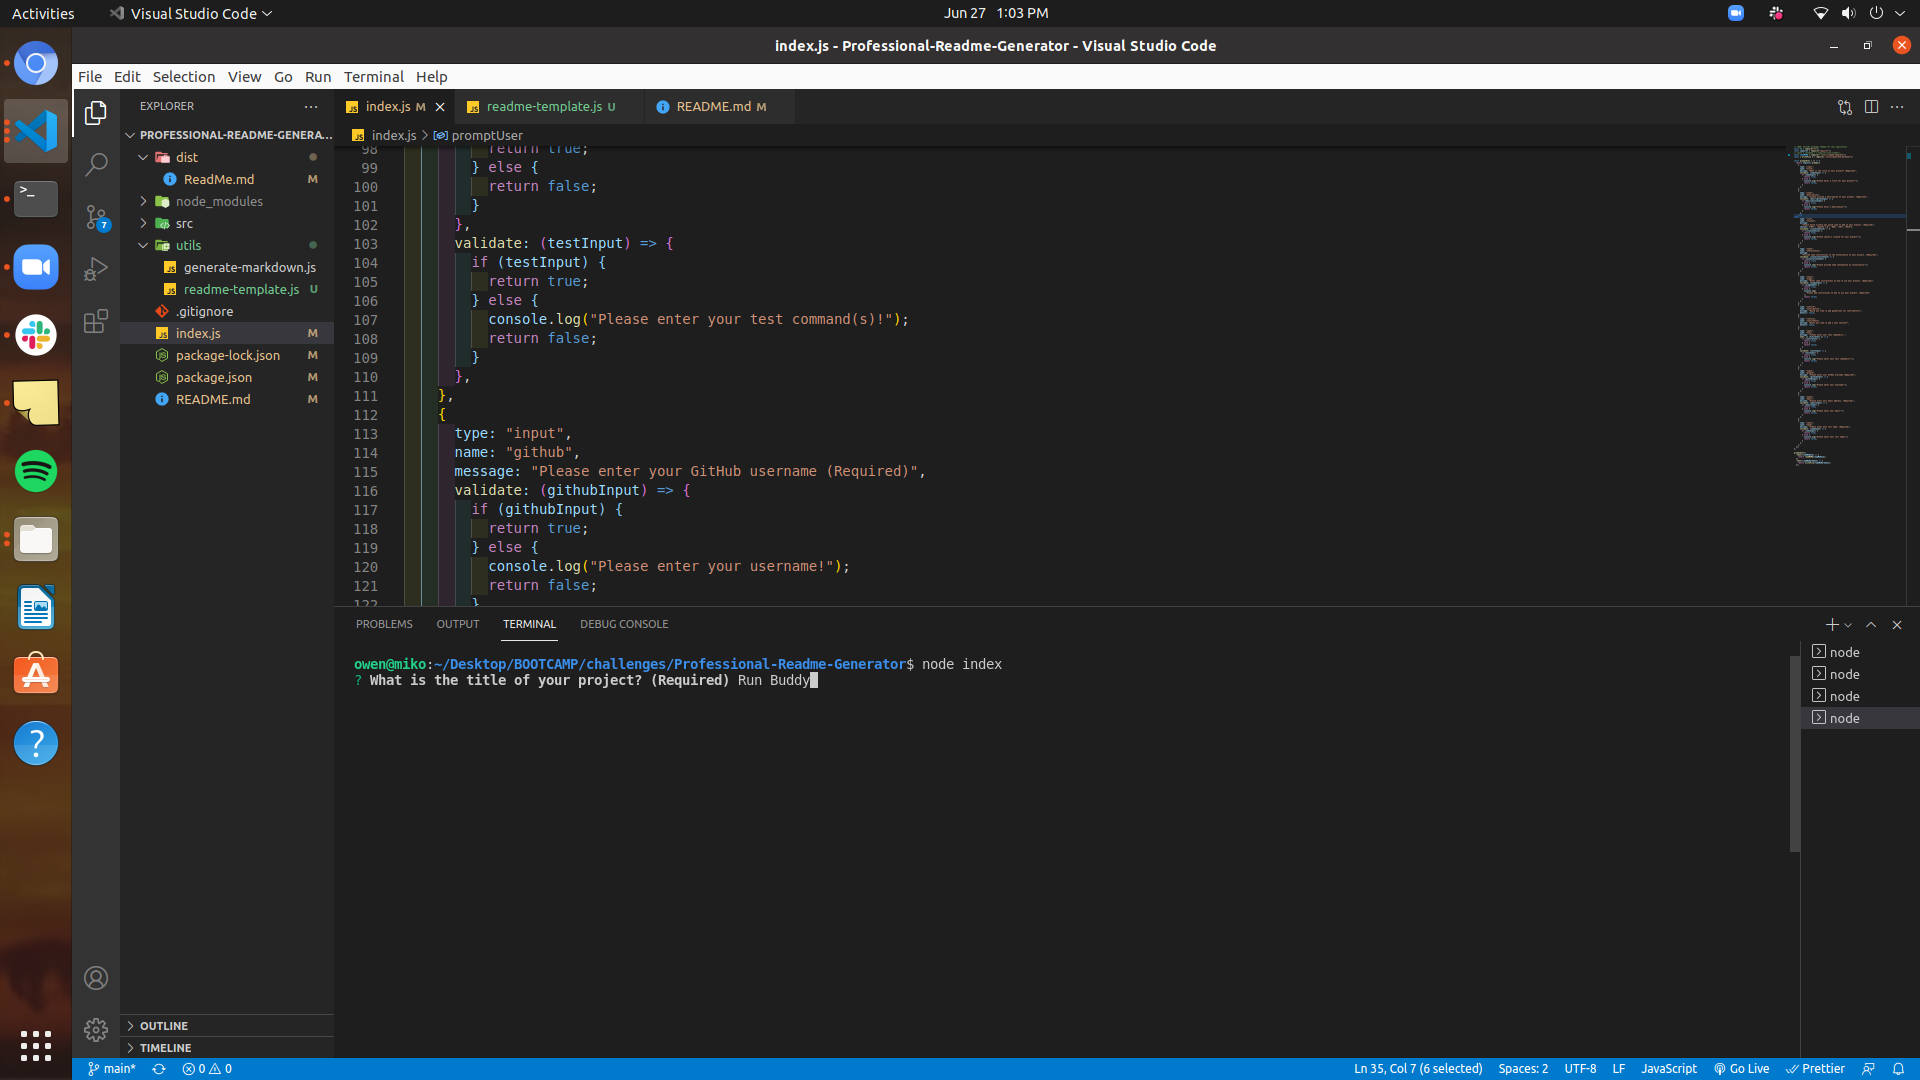 Activities
Visual Studio Code
Jun 27 1:03 PM
index.js - Professional-Readme-Generator - Visual Studio Code
File Edit Selection View Go Run Terminal Help
EXPLORER
PROFESSIONAL-README-GENERA...
dist
ReadMe.md M
node_modules
src
utils
generate-markdown.js
readme-template.js U
.gitignore
index.js M
package-lock.json M
package.json M
README.md M
OUTLINE
TIMELINE
7
index.js M
readme-template.js U
README.md M
index.js > promptUser
98 return true;
99 } else {
100 return false;
101 }
102 },
103 validate: (testInput) => {
104 if (testInput) {
105 return true;
106 } else {
107 console.log("Please enter your test command(s)!");
108 return false;
109 }
110 },
111 },
112 {
113 type: "input",
114 name: "github",
115 message: "Please enter your GitHub username (Required)",
116 validate: (githubInput) => {
117 if (githubInput) {
118 return true;
119 } else {
120 console.log("Please enter your username!");
121 return false;
122 }
PROBLEMS OUTPUT TERMINAL DEBUG CONSOLE
owen@miko:~/Desktop/BOOTCAMP/challenges/Professional-Readme-Generator$ node index
? What is the title of your project? (Required) Run Buddy
node
node
node
node
main* 0 0
Ln 35, Col 7 (6 selected) Spaces: 2 UTF-8 LF JavaScript Go Live Prettier